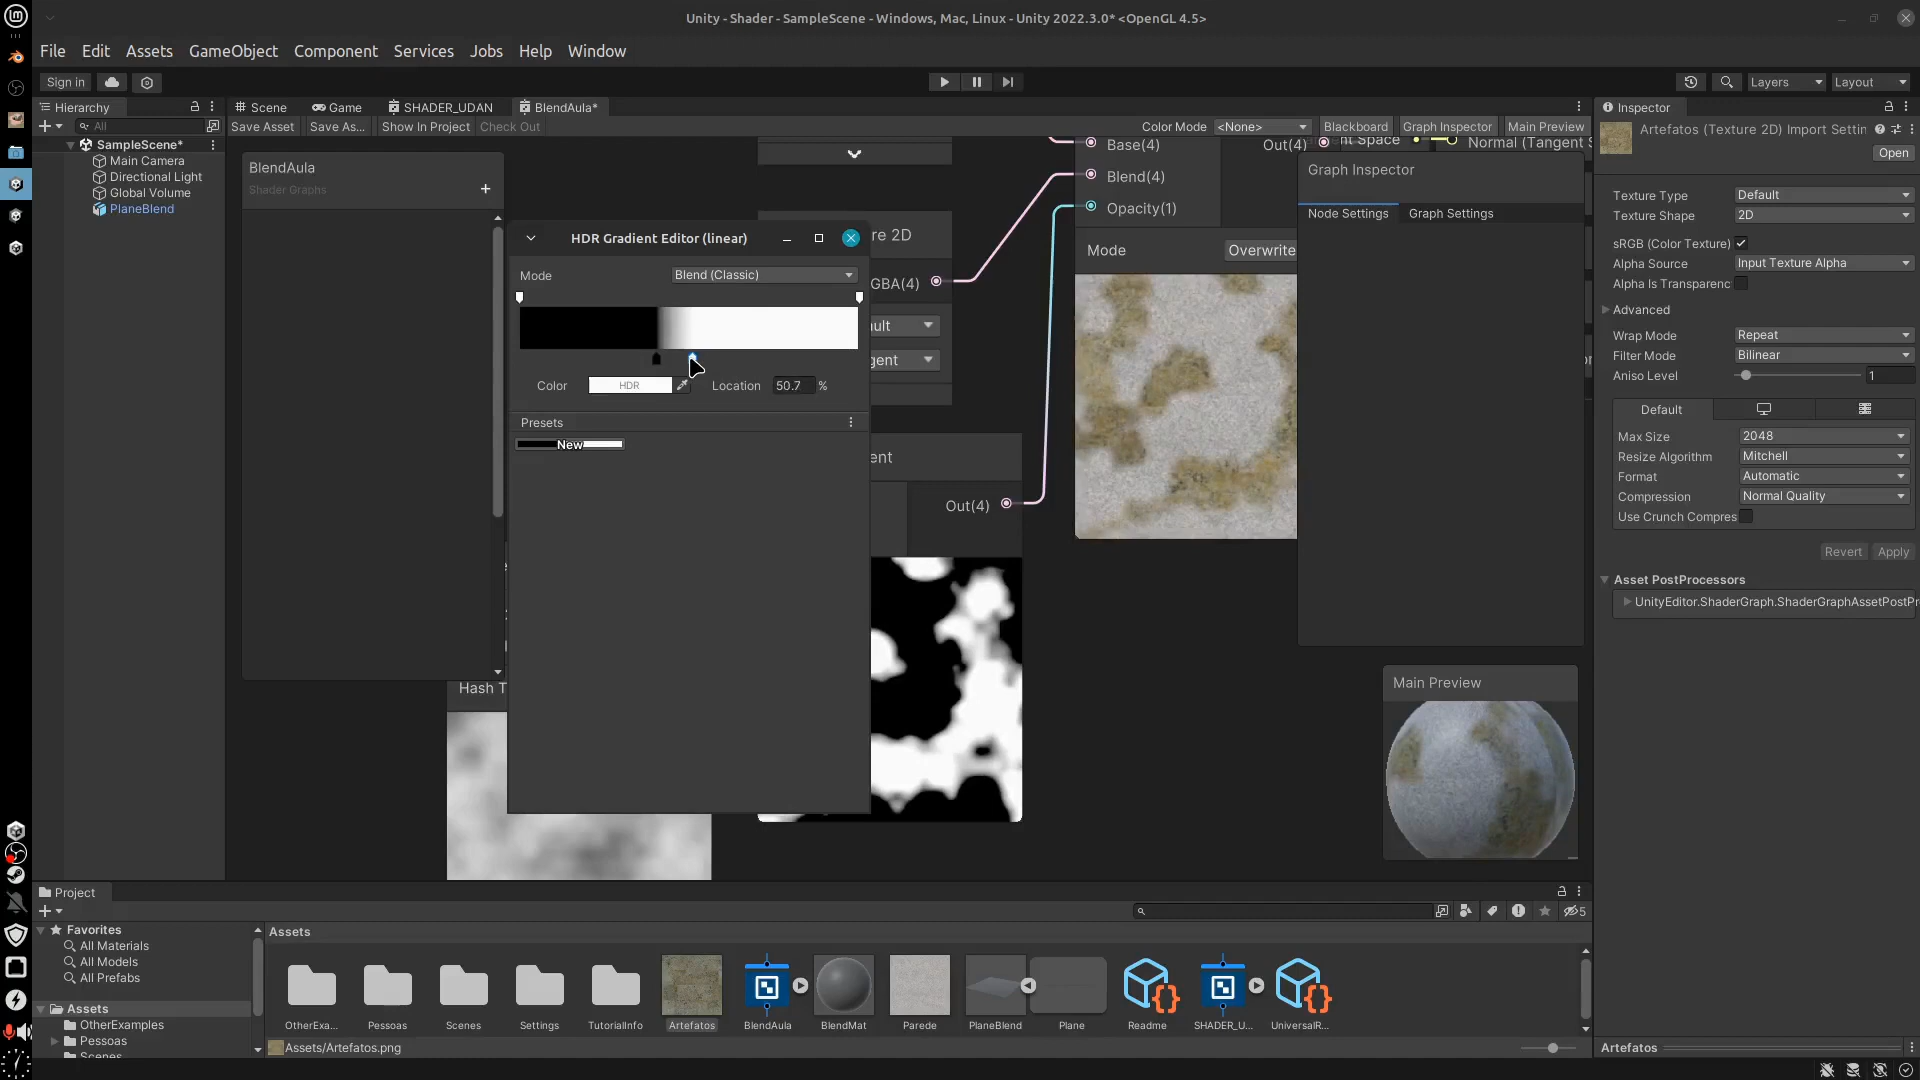 Unity - Shader - SampleScene - Windows, Mac, Linux - Unity 2022.3.0* <OpenGL 4.5>
File Edit Assets GameObject Component Services Jobs Help Window
Sign in
Layers
Layout
Hierarchy
All
SampleScene*
Main Camera
Directional Light
Global Volume
PlaneBlend
Scene Game SHADER_UDAN BlendAula*
Save Asset Save As... Show In Project Check Out
Color Mode <None> Blackboard Graph Inspector Main Preview
BlendAula
Shader Graphs
HDR Gradient Editor (linear)
Mode Blend (Classic)
Color HDR Location 50.7 %
Presets
New
re 2D
GBA(4)
ult
gent
ent
Out(4)
Hash T
Base(4)
Out(4)
Blend(4)
Opacity(1)
Mode Overwrite
nt Space
Normal (Tangent S
Graph Inspector
Node Settings Graph Settings
Main Preview
Inspector
Artefatos (Texture 2D) Import Settin
Open
Texture Type Default
Texture Shape 2D
sRGB (Color Texture)
Alpha Source Input Texture Alpha
Alpha Is Transparenc
Advanced
Wrap Mode Repeat
Filter Mode Bilinear
Aniso Level 1
Default
Max Size 2048
Resize Algorithm Mitchell
Format Automatic
Compression Normal Quality
Use Crunch Compres
Revert Apply
Asset PostProcessors
UnityEditor.ShaderGraph.ShaderGraphAssetPostPr
Project
5
Favorites
All Materials
All Models
All Prefabs
Assets
OtherExamples
Pessoas
Scenes
Assets
OtherExa... Pessoas Scenes Settings TutorialInfo Artefatos BlendAula BlendMat Parede PlaneBlend Plane Readme SHADER_U... UniversalR...
Assets/Artefatos.png
Artefatos